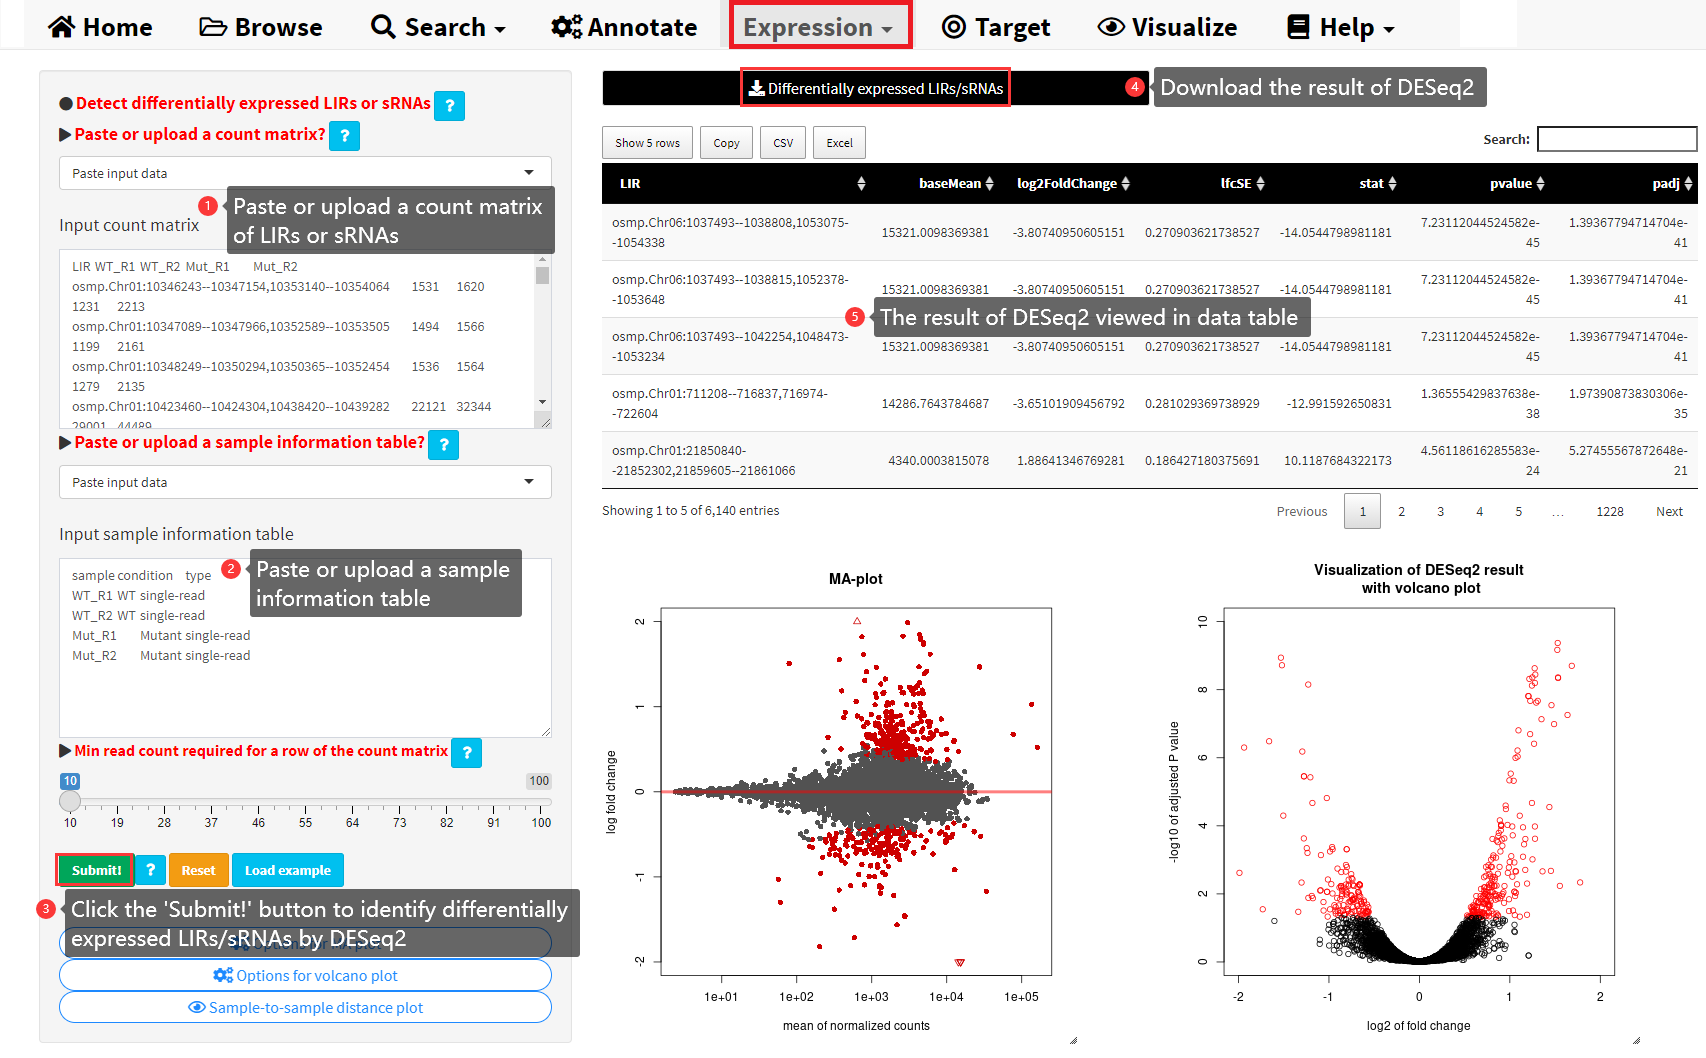 Home Browse Search Annotate Expression Target Visualize Help
Detect differentially expressed LIRs or sRNAs ?
Paste or upload a count matrix? ?
Paste input data
1 Paste or upload a count matrix
of LIRs or sRNAs
Input count matrix
LIR WT_R1 WT_R2 Mut_R1 Mut_R2
osmp.Chr01:10346243--10347154,10353140--10354064 1531 1620
1231 2213
osmp.Chr01:10347089--10347966,10352589--10353505 1494 1566
1199 2161
osmp.Chr01:10348249--10350294,10350365--10352454 1536 1564
1279 2135
osmp.Chr01:10423460--10424304,10438420--10439282 22121 32344
29001 44489
Paste or upload a sample information table? ?
Paste input data
Input sample information table
2 Paste or upload a sample
information table
sample condition type
WT_R1 WT single-read
WT_R2 WT single-read
Mut_R1 Mutant single-read
Mut_R2 Mutant single-read
Min read count required for a row of the count matrix ?
10 100
10 19 28 37 46 55 64 73 82 91 100
Submit! ? Reset Load example
3 Click the 'Submit!' button to identify differentially
expressed LIRs/sRNAs by DESeq2
Options for volcano plot
Sample-to-sample distance plot
Differentially expressed LIRs/sRNAs
4 Download the result of DESeq2
Show 5 rows Copy CSV Excel
Search:
LIR baseMean log2FoldChange lfcSE stat pvalue padj
osmp.Chr06:1037493--1038808,1053075- 7.23112044524582e- 1.39367794714704e-
15321.0098369381 -3.80740950605151 0.270903621738527 -14.0544798981181
-1054338 45 41
osmp.Chr06:1037493--1038815,1052378- 7.23112044524582e- 1.39367794714704e-
15321.0098369381 -3.80740950605151 0.270903621738527 -14.0544798981181
-1053648 45 41
5 The result of DESeq2 viewed in data table
osmp.Chr06:1037493--1042254,1048473- 7.23112044524582e- 1.39367794714704e-
15321.0098369381 -3.80740950605151 0.270903621738527 -14.0544798981181
-1053234 45 41
osmp.Chr01:711208--716837,716974- 1.36555429837638e- 1.97390873830306e-
14286.7643784687 -3.65101909456792 0.281029369738929 -12.991592650831
-722604 38 35
osmp.Chr01:21850840- 4.56118616285583e- 5.27455567872648e-
4340.0003815078 1.88641346769281 0.186427180375691 10.1187684322173
-21852302,21859605--21861066 24 21
Showing 1 to 5 of 6,140 entries
Previous 1 2 3 4 5 … 1228 Next
MA-plot
log fold change
2
1
0
-1
-2
1e+01 1e+02 1e+03 1e+04 1e+05
mean of normalized counts
Visualization of DESeq2 result
with volcano plot
-log10 of adjusted P value
10
8
6
4
2
0
-2 -1 0 1 2
log2 of fold change